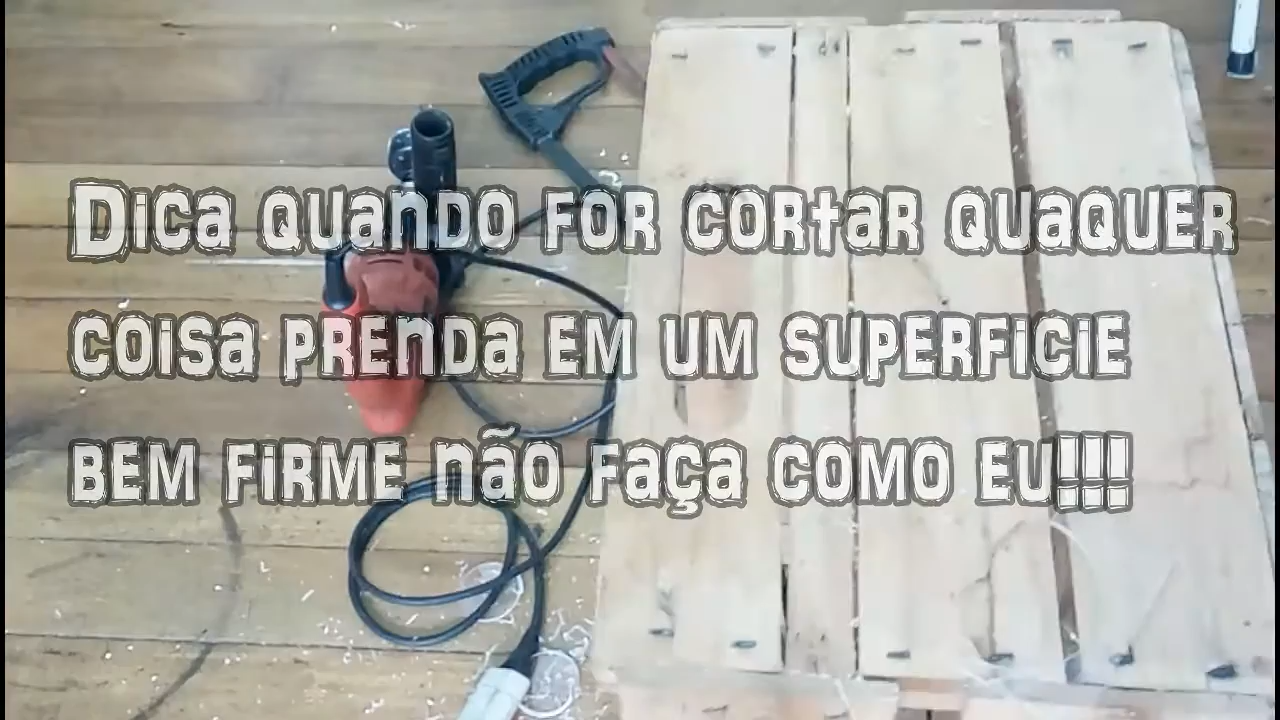 Dica quando for cortar quaquer
coisa prenda em um superficie
bem firme não faça como eu!!!